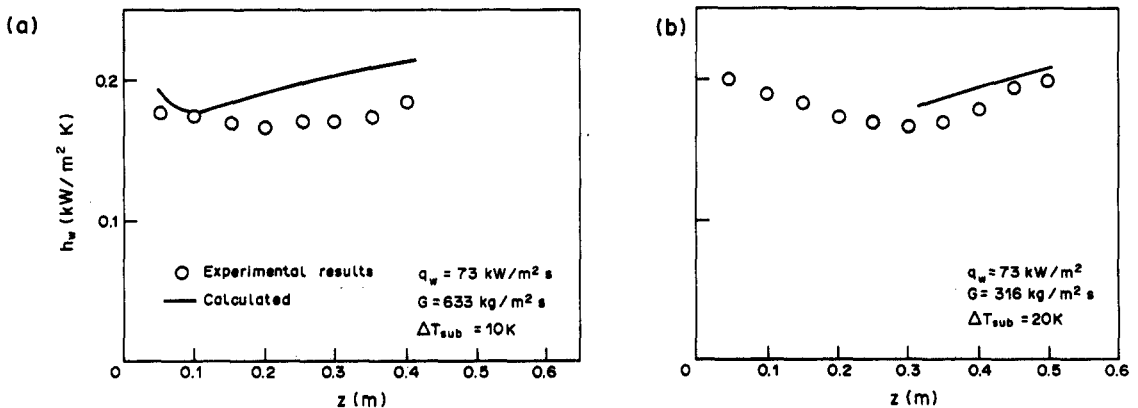 (a)
h_w (kW/m² K)
0.2
0.1
0
0.1
0.2
0.3
0.4
0.5
0.6
z (m)
Experimental results
Calculated
q_w = 73 kW/m² s
G = 633 kg/m² s
ΔT_sub = 10K
(b)
0
0.1
0.2
0.3
0.4
0.5
0.6
z (m)
q_w = 73 kW/m²
G = 316 kg/m² s
ΔT_sub = 20K